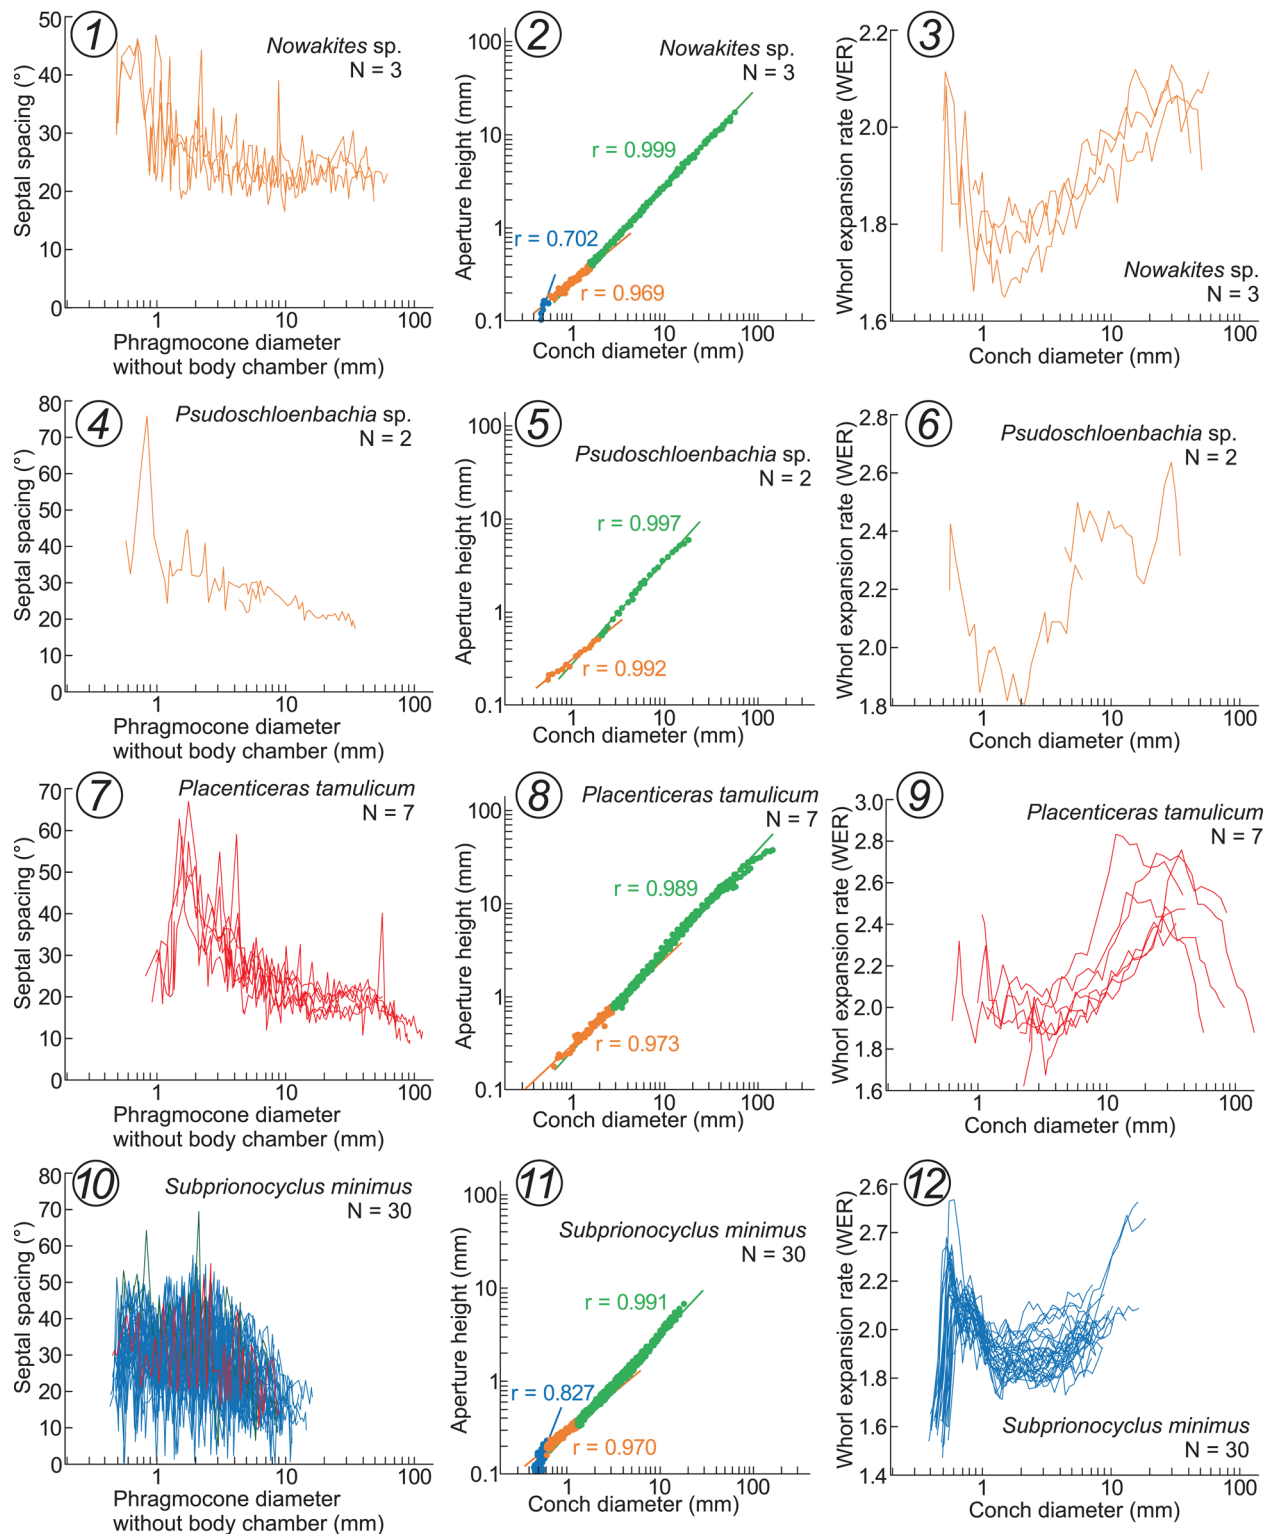 1
Nowakites sp.
N = 3
Septal spacing (°)
50
40
30
20
10
0
1
10
100
Phragmocone diameter
without body chamber (mm)
2
Nowakites sp.
N = 3
Aperture height (mm)
100
10
1
0.1
r = 0.999
r = 0.702
r = 0.969
1
10
100
Conch diameter (mm)
3
Whorl expansion rate (WER)
2.2
2.0
1.8
1.6
Nowakites sp.
N = 3
1
10
100
Conch diameter (mm)
4
Psudoschloenbachia sp.
N = 2
Septal spacing (°)
80
70
60
50
40
30
20
10
0
1
10
100
Phragmocone diameter
without body chamber (mm)
5
Psudoschloenbachia sp.
N = 2
Aperture height (mm)
100
10
1
0.1
r = 0.997
r = 0.992
1
10
100
Conch diameter (mm)
6
Psudoschloenbachia sp.
N = 2
Whorl expansion rate (WER)
2.8
2.6
2.4
2.2
2.0
1.8
1
10
100
Conch diameter (mm)
7
Placenticeras tamulicum
N = 7
Septal spacing (°)
70
60
50
40
30
20
10
0
1
10
100
Phragmocone diameter
without body chamber (mm)
8
Placenticeras tamulicum
N = 7
Aperture height (mm)
100
10
1
0.1
r = 0.989
r = 0.973
1
10
100
Conch diameter (mm)
9
Placenticeras tamulicum
N = 7
Whorl expansion rate (WER)
3.0
2.8
2.6
2.4
2.2
2.0
1.8
1.6
1
10
100
Conch diameter (mm)
10
Subprionocyclus minimus
N = 30
Septal spacing (°)
80
70
60
50
40
30
20
10
0
1
10
100
Phragmocone diameter
without body chamber (mm)
11
Subprionocyclus minimus
N = 30
Aperture height (mm)
100
10
1
0.1
r = 0.991
r = 0.827
r = 0.970
1
10
100
Conch diameter (mm)
12
Whorl expansion rate (WER)
2.6
2.7
2.2
2.0
1.8
1.6
1.4
Subprionocyclus minimus
N = 30
1
10
100
Conch diameter (mm)